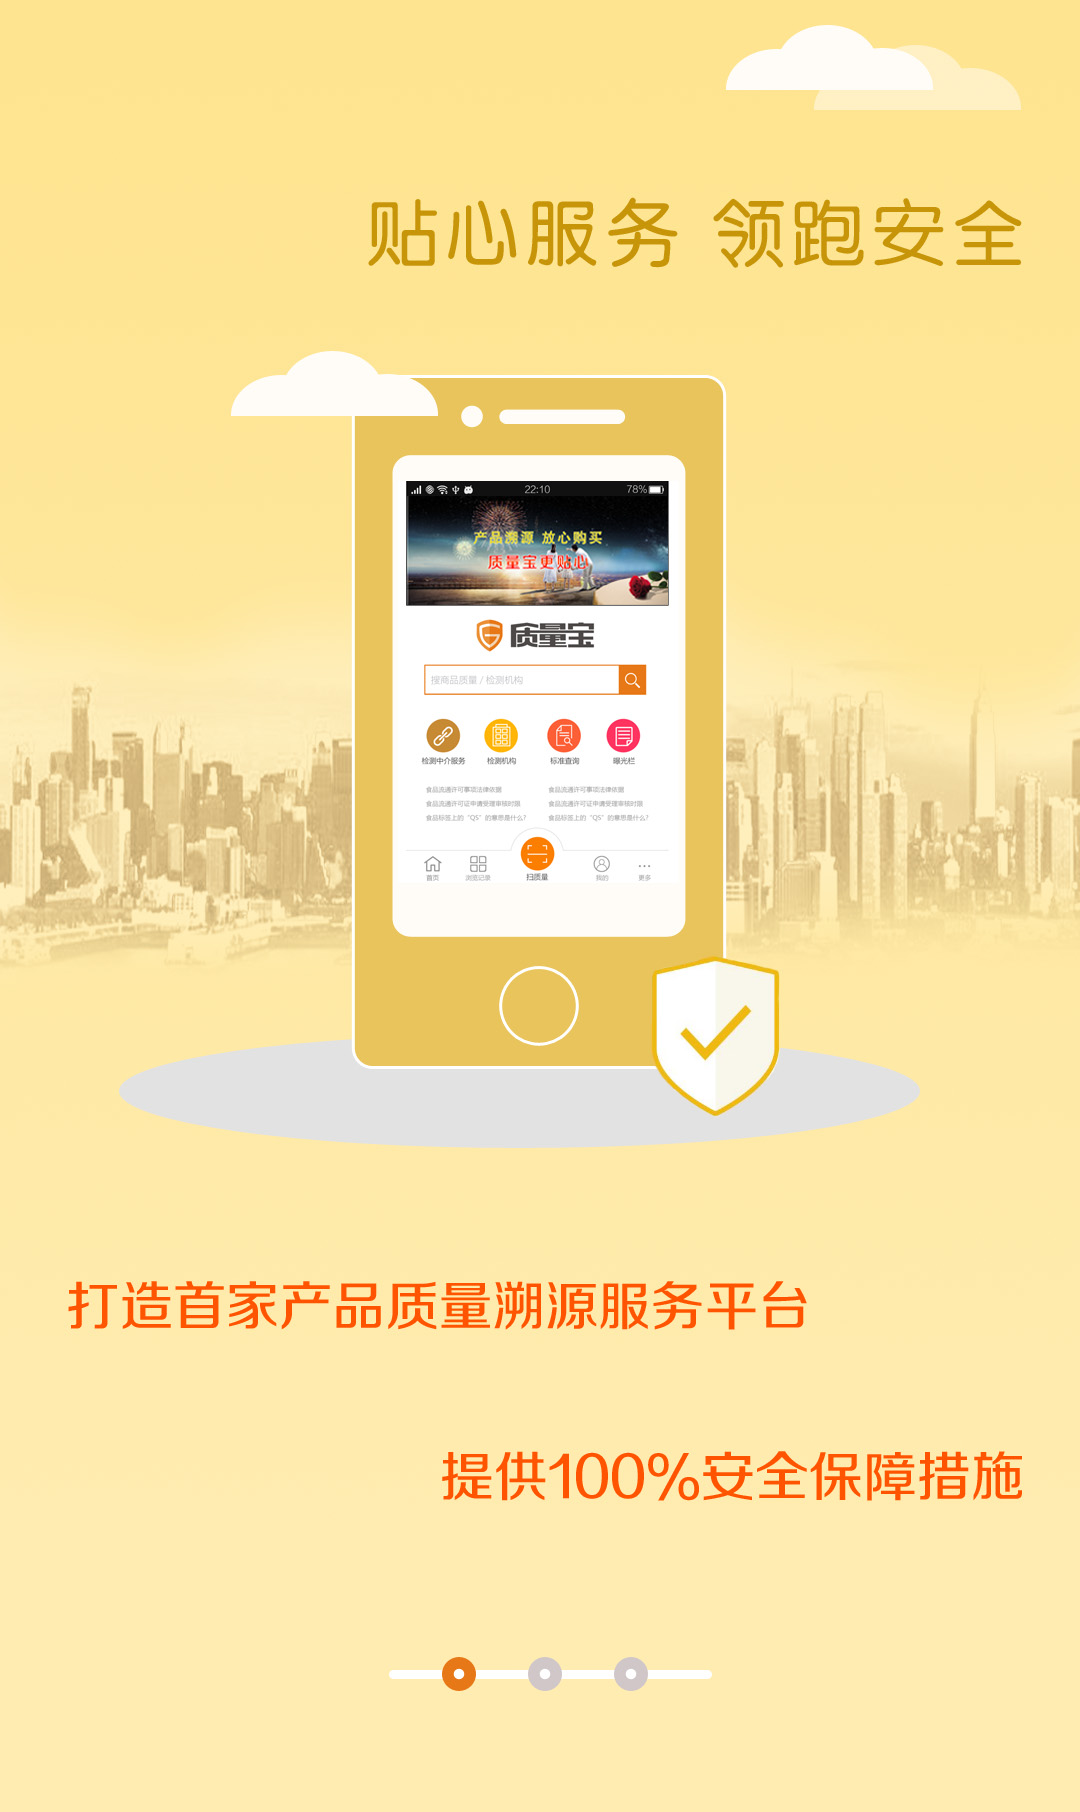 贴心服务 领跑安全
22:10 78%
产品溯源 放心购买
质量宝更贴心
质量宝
搜商品质量 / 检测机构
检测中介服务 检测机构 标准查询 曝光栏
食品流通许可事项法律依据 食品流通许可事项法律依据
食品流通许可证申请受理审核时限 食品流通许可证申请受理审核时限
食品标签上的“QS”的意思是什么? 食品标签上的“QS”的意思是什么?
首页 浏览记录 扫质量 我的 更多
打造首家产品质量溯源服务平台
提供100%安全保障措施